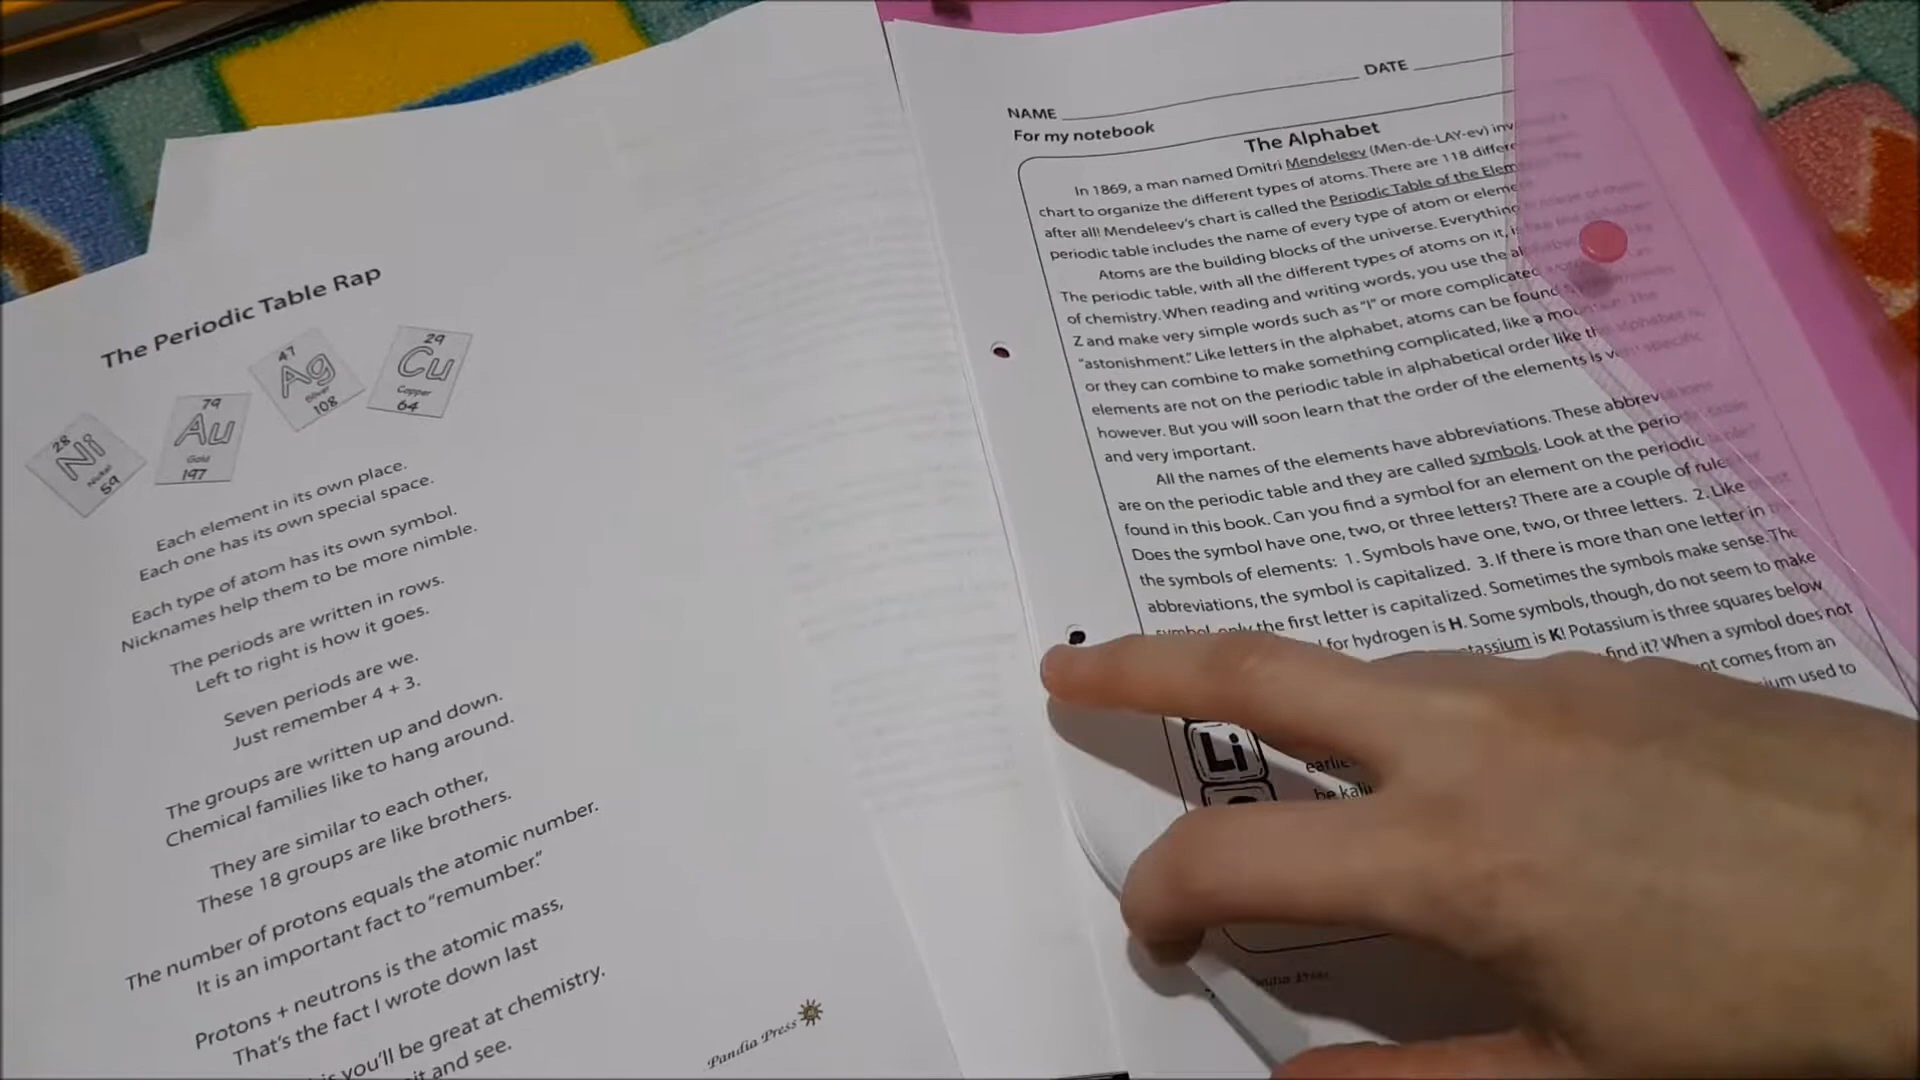 The Periodic Table Rap
28
Ni
Nickel
59
79
Au
Gold
197
47
Ag
Silver
108
29
Cu
Copper
64
Each element in its own place.
Each one has its own special space.
Each type of atom has its own symbol.
Nicknames help them to be more nimble.
The periods are written in rows.
Left to right is how it goes.
Seven periods are we.
Just remember 4 + 3.
The groups are written up and down.
Chemical families like to hang around.
They are similar to each other,
These 18 groups are like brothers.
The number of protons equals the atomic number.
It is an important fact to "remumber."
Protons + neutrons is the atomic mass,
That's the fact I wrote down last
you'll be great at chemistry.
and see.
Pandia Press
NAME DATE
For my notebook
The Alphabet
In 1869, a man named Dmitri Mendeleev (Men-de-LAY-ev)
chart to organize the different types of atoms. There are 118
after all! Mendeleev's chart is called the Periodic Table of the
periodic table includes the name of every type of atom or
Atoms are the building blocks of the universe. Everything
The periodic table, with all the different types of atoms on it,
of chemistry. When reading and writing words, you use the
Z and make very simple words such as "I" or more complicated
"astonishment." Like letters in the alphabet, atoms can be found
or they can combine to make something complicated, like a
elements are not on the periodic table in alphabetical order like the alphabet is,
however. But you will soon learn that the order of the elements is very specific
and very important.
All the names of the elements have abbreviations. These
are on the periodic table and they are called symbols. Look at the
found in this book. Can you find a symbol for an element on the periodic
Does the symbol have one, two, or three letters? There are a couple of
the symbols of elements: 1. Symbols have one, two, or three letters. 2. Like
abbreviations, the symbol is capitalized. 3. If there is more than one letter in
symbol, only the first letter is capitalized. Sometimes the symbols make sense. The
for hydrogen is H. Some symbols, though, do not seem to make
is K! Potassium is three squares below
find it? When a symbol does not
comes from an
used to
Li
be